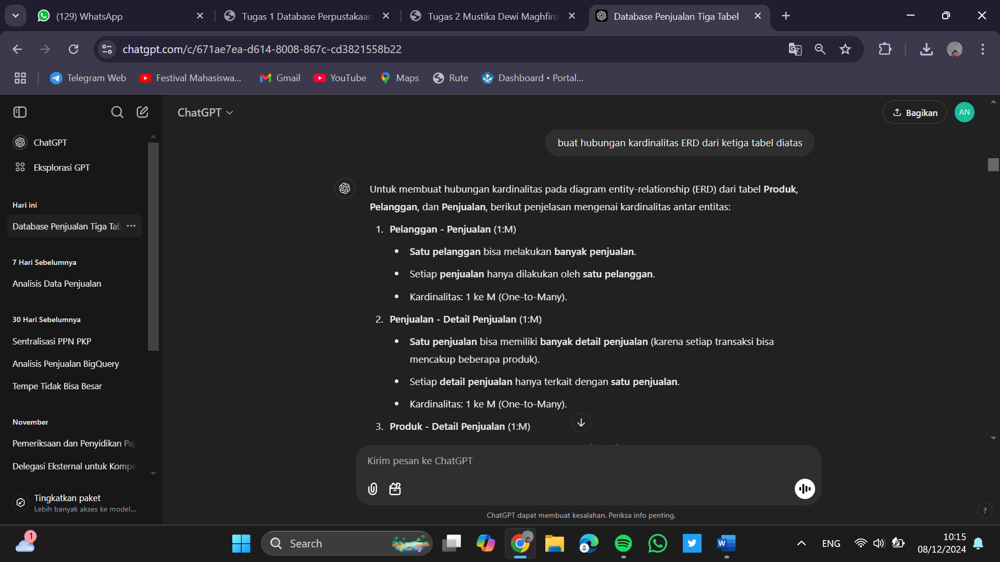 (129) WhatsApp
Tugas 1 Database Perpustakaan
Tugas 2 Mustika Dewi Maghfiro
Database Penjualan Tiga Tabel
chatgpt.com/c/671ae7ea-d614-8008-867c-cd3821558b22
Telegram Web
Festival Mahasiswa...
Gmail
YouTube
Maps
Rute
Dashboard • Portal...
ChatGPT
Bagikan
AN
ChatGPT
Eksplorasi GPT
Hari ini
Database Penjualan Tiga Tab
7 Hari Sebelumnya
Analisis Data Penjualan
30 Hari Sebelumnya
Sentralisasi PPN PKP
Analisis Penjualan BigQuery
Tempe Tidak Bisa Besar
November
Pemeriksaan dan Penyidikan Paj
Delegasi Eksternal untuk Kompe
Tingkatkan paket
Lebih banyak akses ke model...
buat hubungan kardinalitas ERD dari ketiga tabel diatas
Untuk membuat hubungan kardinalitas pada diagram entity-relationship (ERD) dari tabel Produk,
Pelanggan, dan Penjualan, berikut penjelasan mengenai kardinalitas antar entitas:
1. Pelanggan - Penjualan (1:M)
• Satu pelanggan bisa melakukan banyak penjualan.
• Setiap penjualan hanya dilakukan oleh satu pelanggan.
• Kardinalitas: 1 ke M (One-to-Many).
2. Penjualan - Detail Penjualan (1:M)
• Satu penjualan bisa memiliki banyak detail penjualan (karena setiap transaksi bisa
mencakup beberapa produk).
• Setiap detail penjualan hanya terkait dengan satu penjualan.
• Kardinalitas: 1 ke M (One-to-Many).
3. Produk - Detail Penjualan (1:M)
Kirim pesan ke ChatGPT
ChatGPT dapat membuat kesalahan. Periksa info penting.
?
1
Search
W
ENG
10:15
08/12/2024